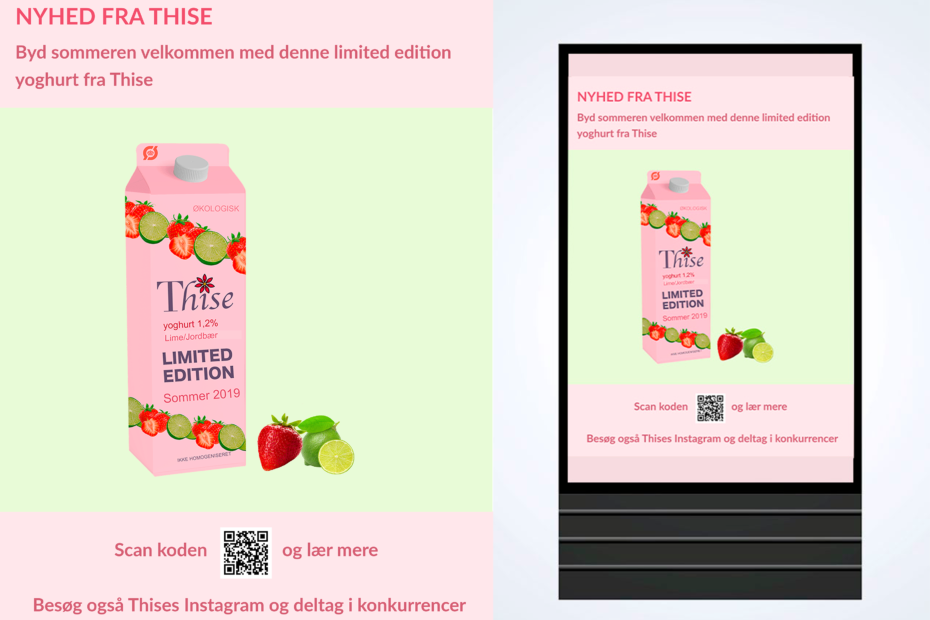 NYHED FRA THISE
Byd sommeren velkommen med denne limited edition
yoghurt fra Thise
Ø
ØKOLOGISK
Thise
yoghurt 1,2%
Lime/Jordbær
LIMITED
EDITION
Sommer 2019
IKKE HOMOGENISERET
Scan koden
og lær mere
Besøg også Thises Instagram og deltag i konkurrencer
NYHED FRA THISE
Byd sommeren velkommen med denne limited edition
yoghurt fra Thise
Ø
ØKOLOGISK
Thise
yoghurt 1,2%
Lime/Jordbær
LIMITED
EDITION
Sommer 2019
IKKE HOMOGENISERET
Scan koden
og lær mere
Besøg også Thises Instagram og deltag i konkurrencer